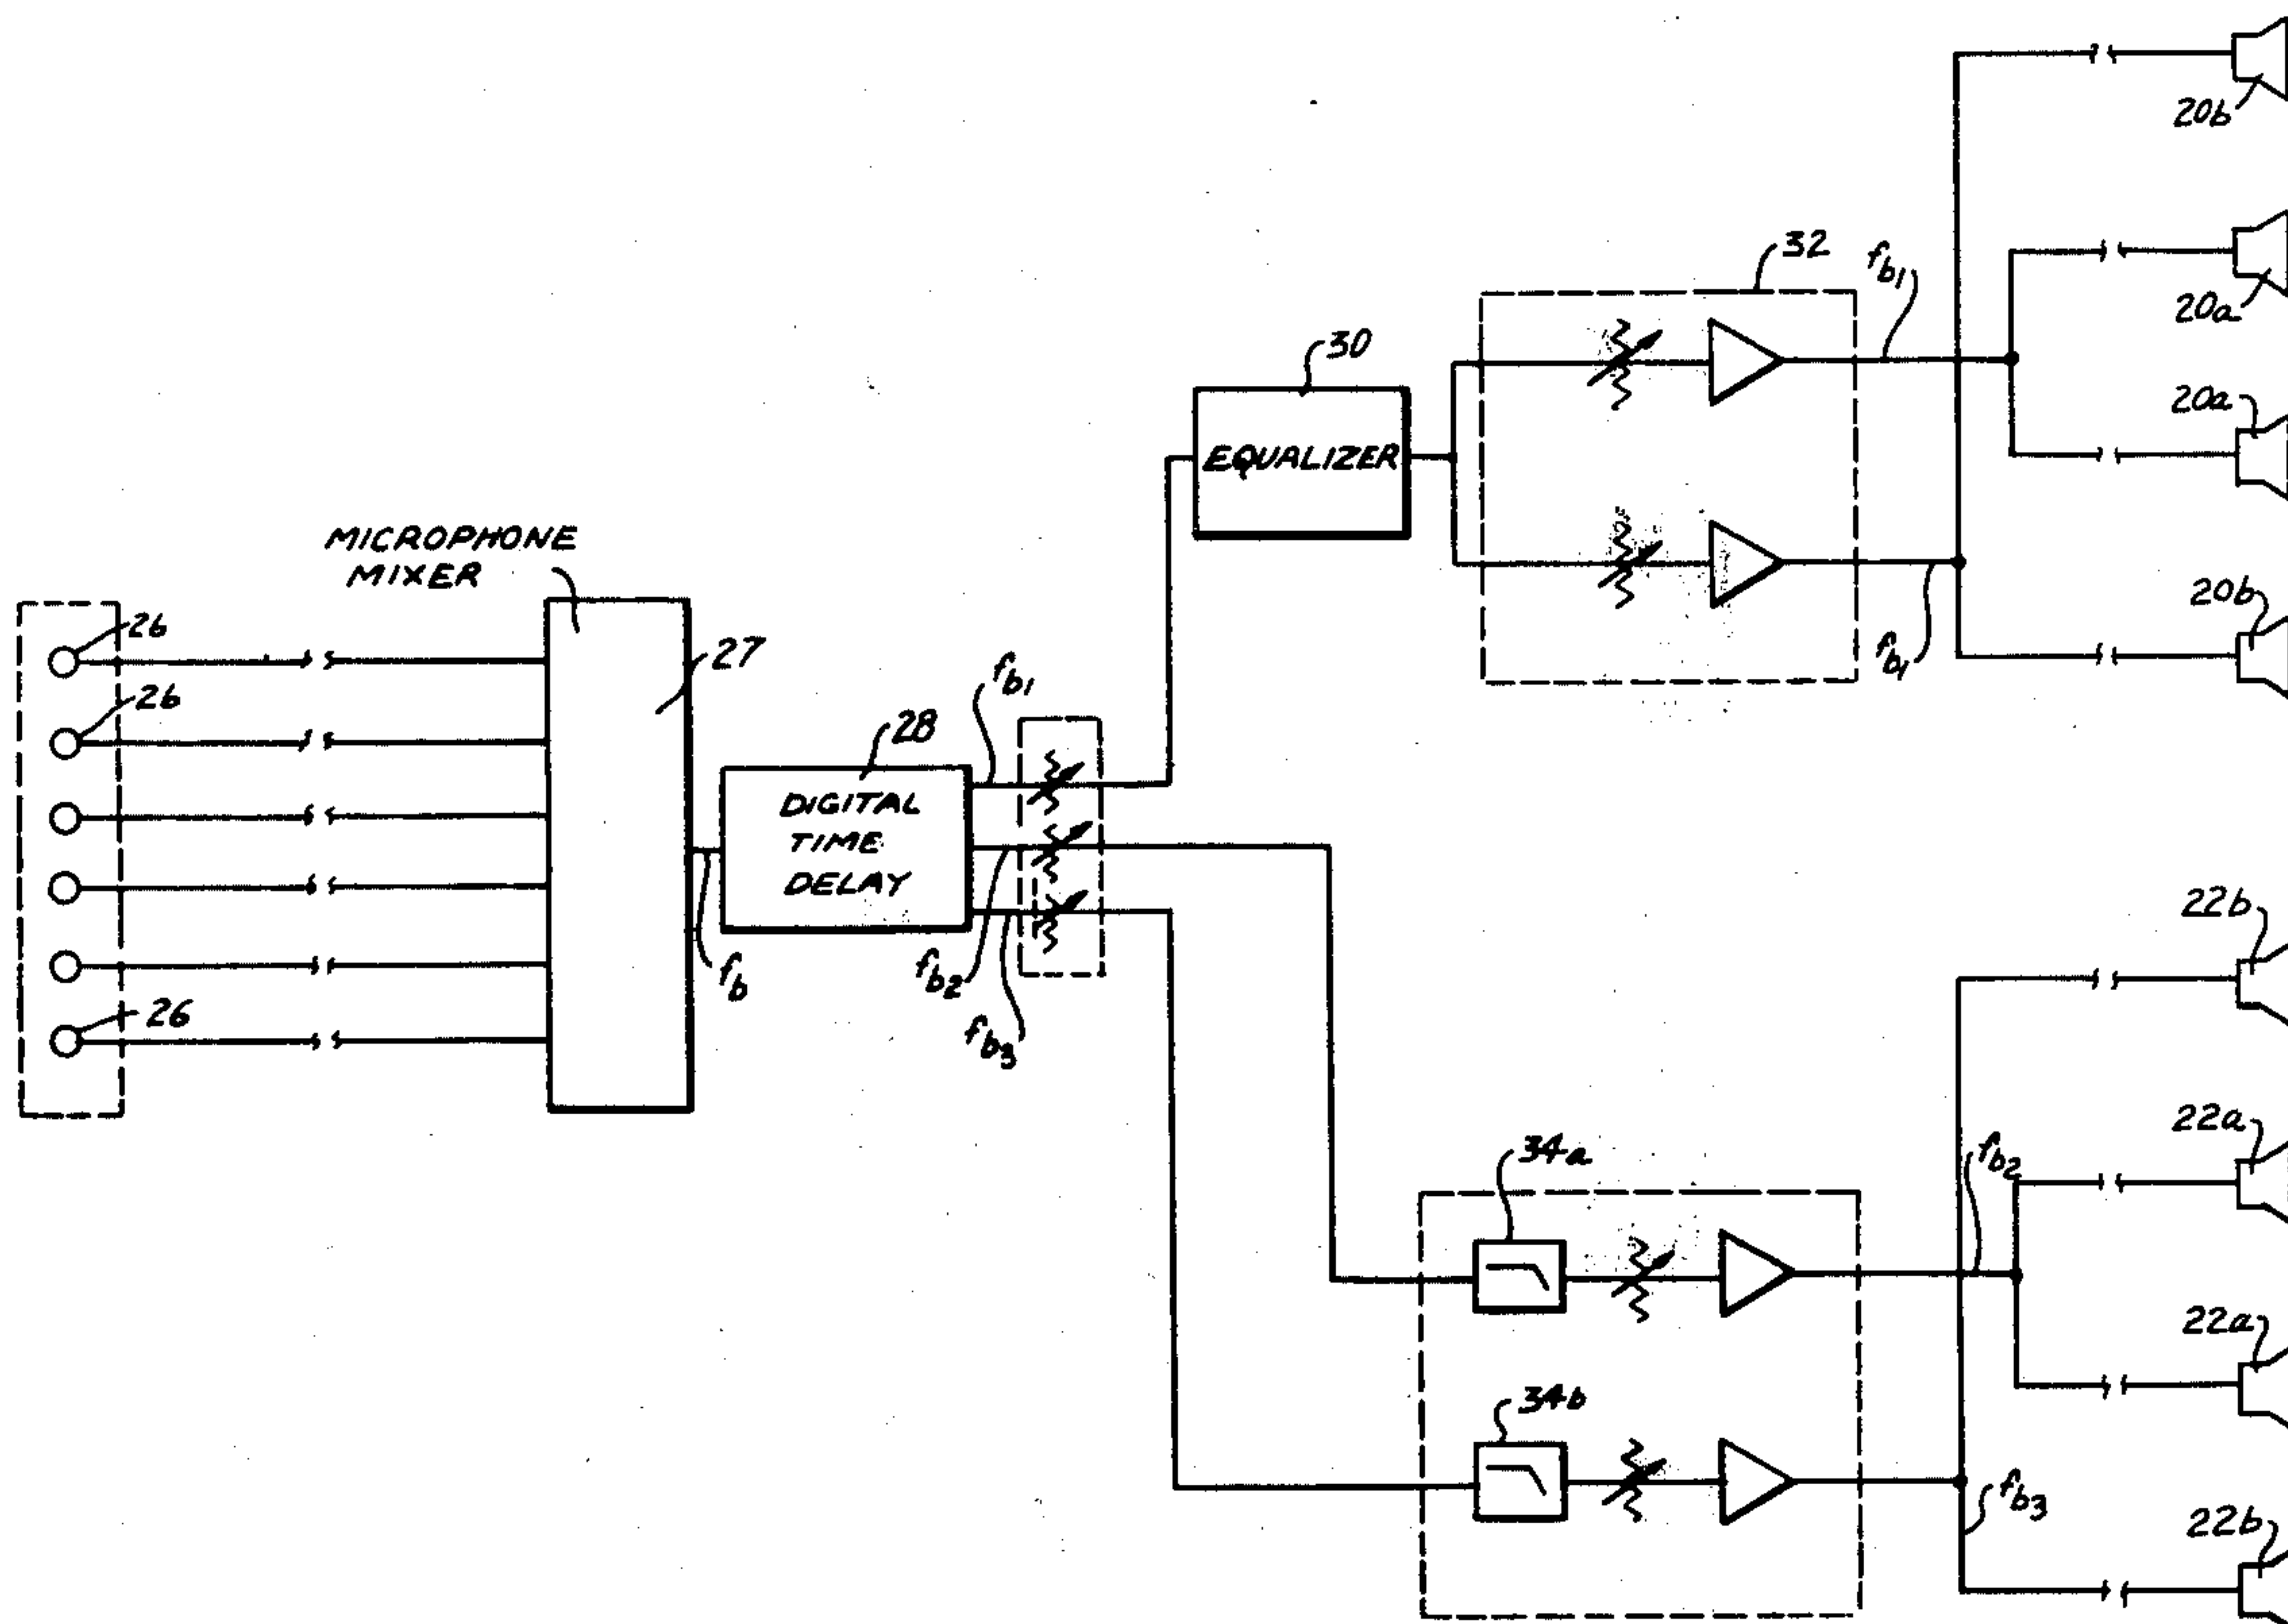 20b
20a
32
fb1
30
20a
EQUALIZER
MICROPHONE
MIXER
20b
26
27
fb1
fb1
26
28
DIGITAL
TIME
DELAY
22b
fb
fb2
26
fb3
22a
34a
fb2
22a
34b
fb3
22b